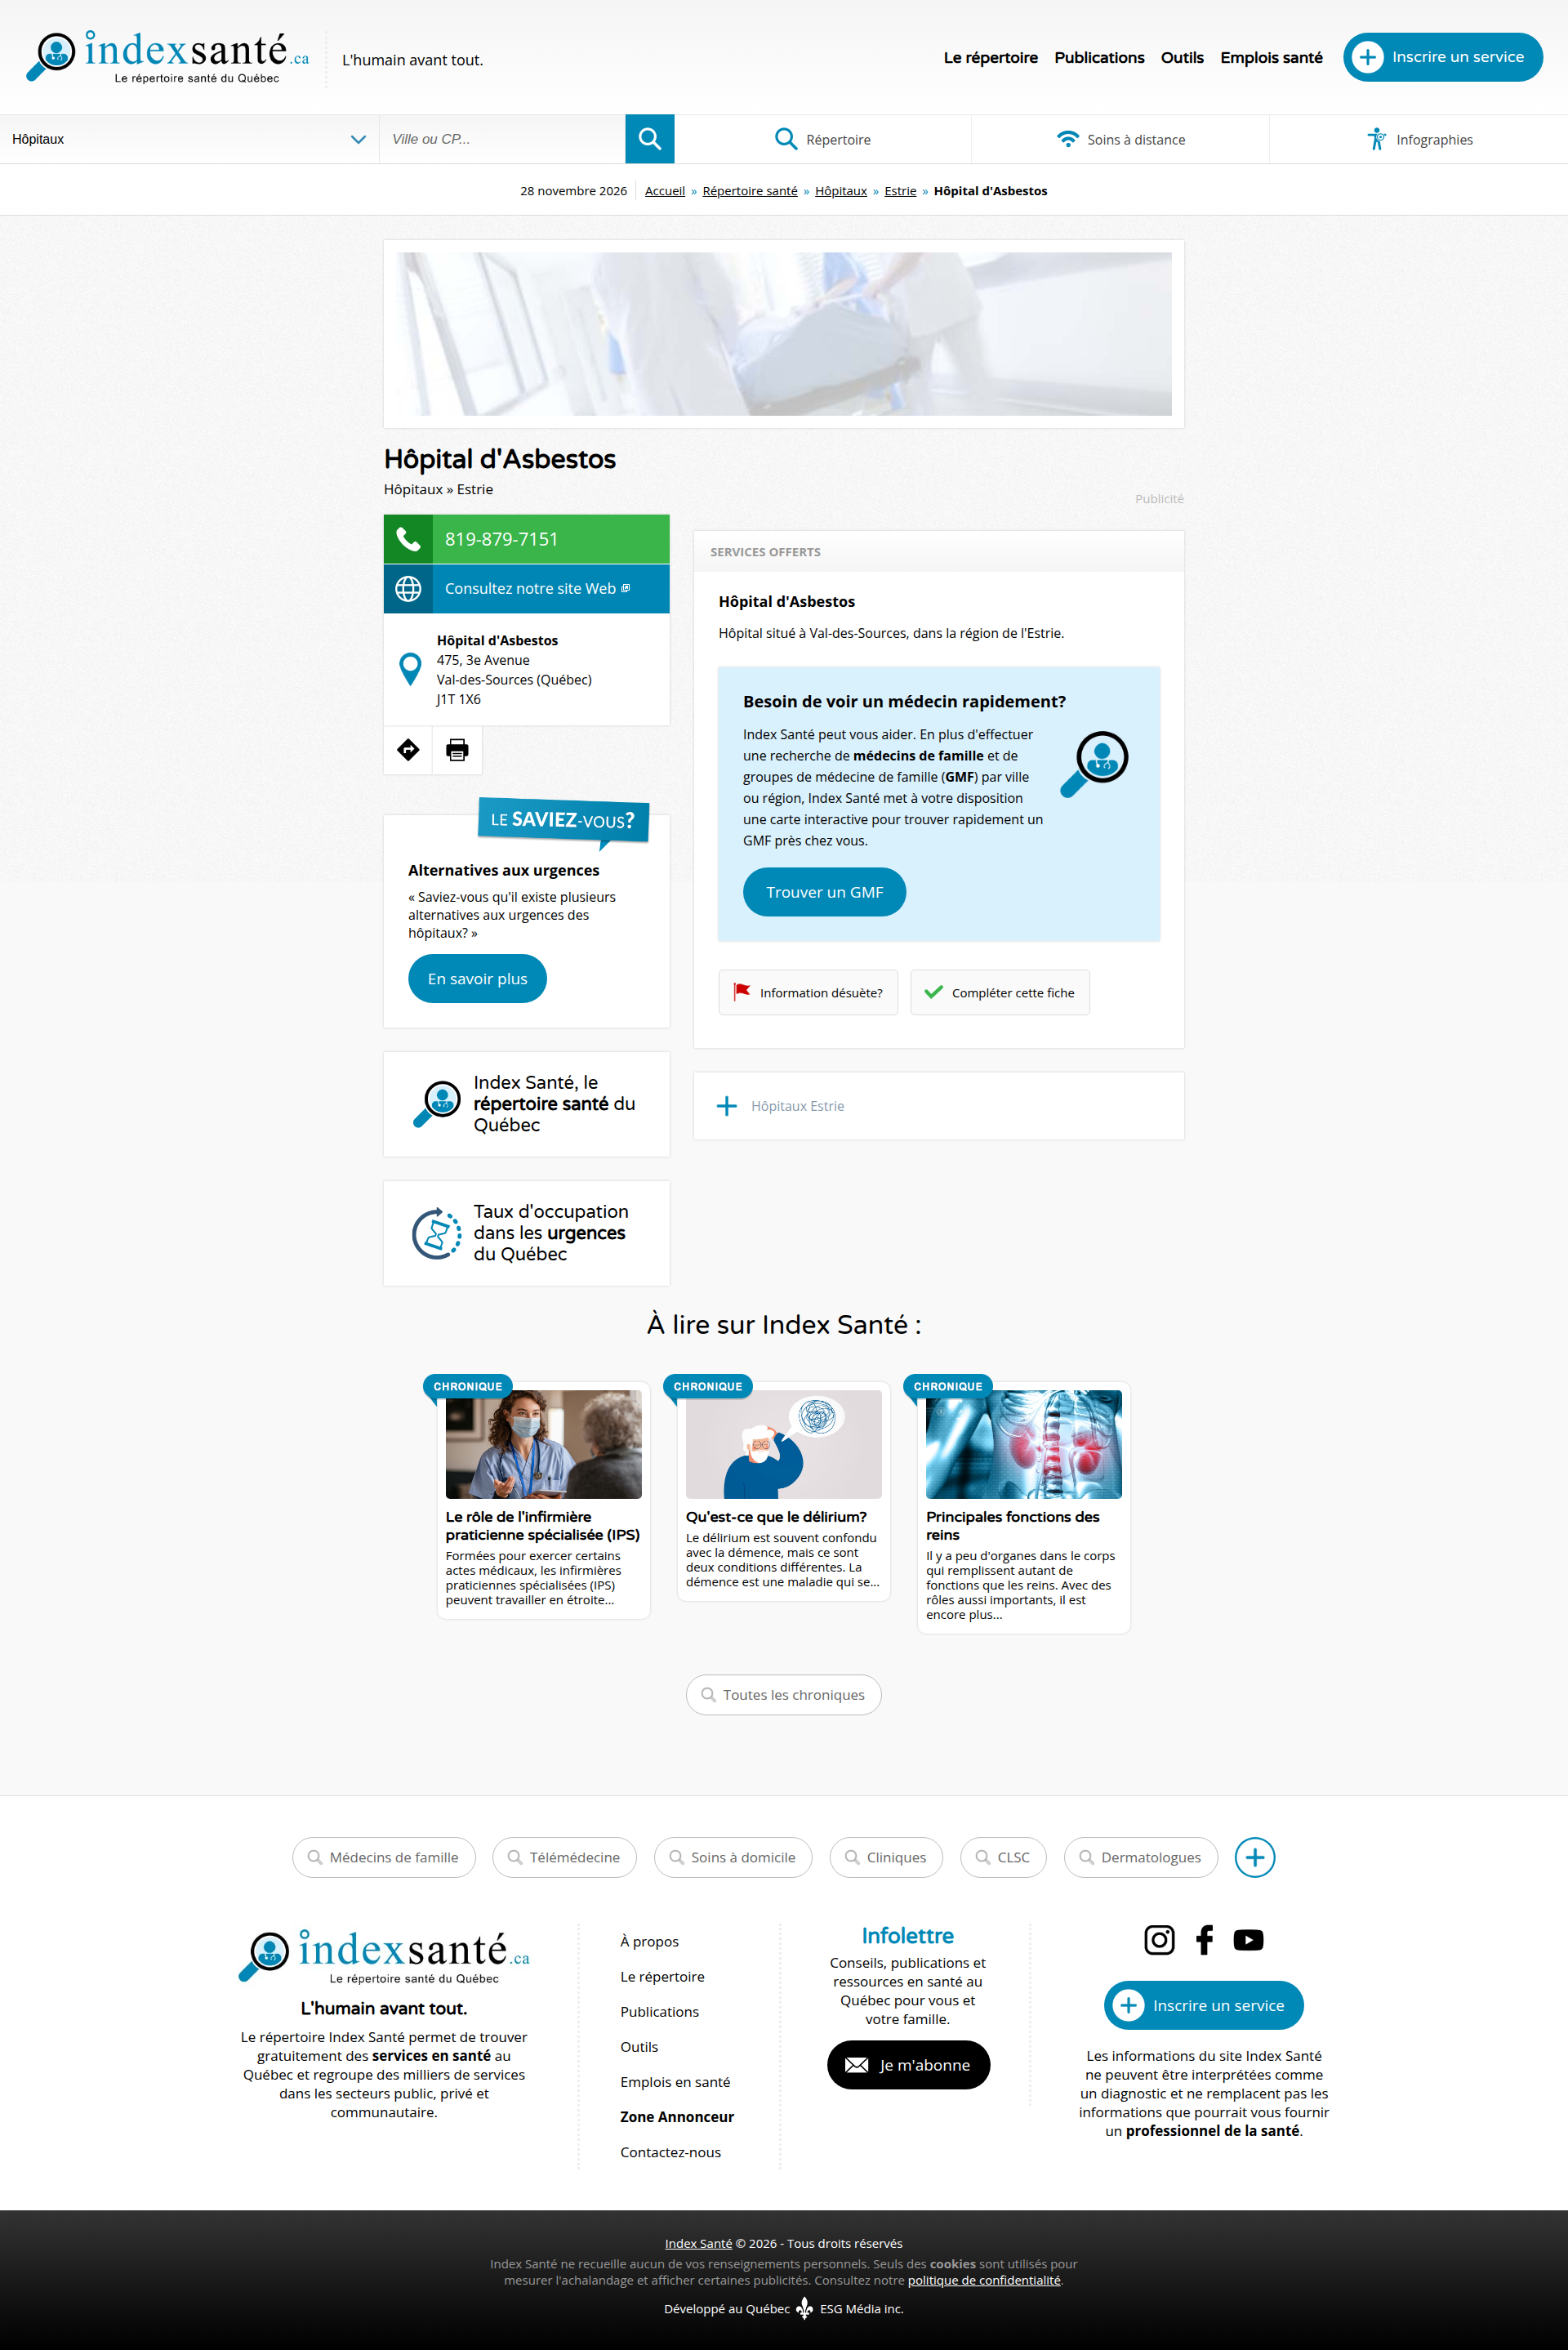 indexsanté.ca
Le répertoire santé du Québec
L'humain avant tout.
Le répertoire
Publications
Outils
Emplois santé
Inscrire un service
Hôpitaux
Ville ou CP...
Répertoire
Soins à distance
Infographies
28 novembre 2026
Accueil » Répertoire santé » Hôpitaux » Estrie » Hôpital d'Asbestos
Hôpital d'Asbestos
Hôpitaux » Estrie
Publicité
819-879-7151
Consultez notre site Web
Hôpital d'Asbestos
475, 3e Avenue
Val-des-Sources (Québec)
J1T 1X6
LE SAVIEZ-VOUS?
Alternatives aux urgences
« Saviez-vous qu'il existe plusieurs
alternatives aux urgences des
hôpitaux? »
En savoir plus
Index Santé, le
répertoire santé du
Québec
Taux d'occupation
dans les urgences
du Québec
SERVICES OFFERTS
Hôpital d'Asbestos
Hôpital situé à Val-des-Sources, dans la région de l'Estrie.
Besoin de voir un médecin rapidement?
Index Santé peut vous aider. En plus d'effectuer
une recherche de médecins de famille et de
groupes de médecine de famille (GMF) par ville
ou région, Index Santé met à votre disposition
une carte interactive pour trouver rapidement un
GMF près chez vous.
Trouver un GMF
Information désuète?
Compléter cette fiche
Hôpitaux Estrie
À lire sur Index Santé :
CHRONIQUE
Le rôle de l'infirmière
praticienne spécialisée (IPS)
Formées pour exercer certains
actes médicaux, les infirmières
praticiennes spécialisées (IPS)
peuvent travailler en étroite...
CHRONIQUE
Qu'est-ce que le délirium?
Le délirium est souvent confondu
avec la démence, mais ce sont
deux conditions différentes. La
démence est une maladie qui se...
CHRONIQUE
Principales fonctions des
reins
Il y a peu d'organes dans le corps
qui remplissent autant de
fonctions que les reins. Avec des
rôles aussi importants, il est
encore plus...
Toutes les chroniques
Médecins de famille
Télémédecine
Soins à domicile
Cliniques
CLSC
Dermatologues
indexsanté.ca
Le répertoire santé du Québec
L'humain avant tout.
Le répertoire Index Santé permet de trouver
gratuitement des services en santé au
Québec et regroupe des milliers de services
dans les secteurs public, privé et
communautaire.
À propos
Le répertoire
Publications
Outils
Emplois en santé
Zone Annonceur
Contactez-nous
Infolettre
Conseils, publications et
ressources en santé au
Québec pour vous et
votre famille.
Je m'abonne
Inscrire un service
Les informations du site Index Santé
ne peuvent être interprétées comme
un diagnostic et ne remplacent pas les
informations que pourrait vous fournir
un professionnel de la santé.
Index Santé © 2026 - Tous droits réservés
Index Santé ne recueille aucun de vos renseignements personnels. Seuls des cookies sont utilisés pour
mesurer l'achalandage et afficher certaines publicités. Consultez notre politique de confidentialité.
Développé au Québec ESG Média inc.